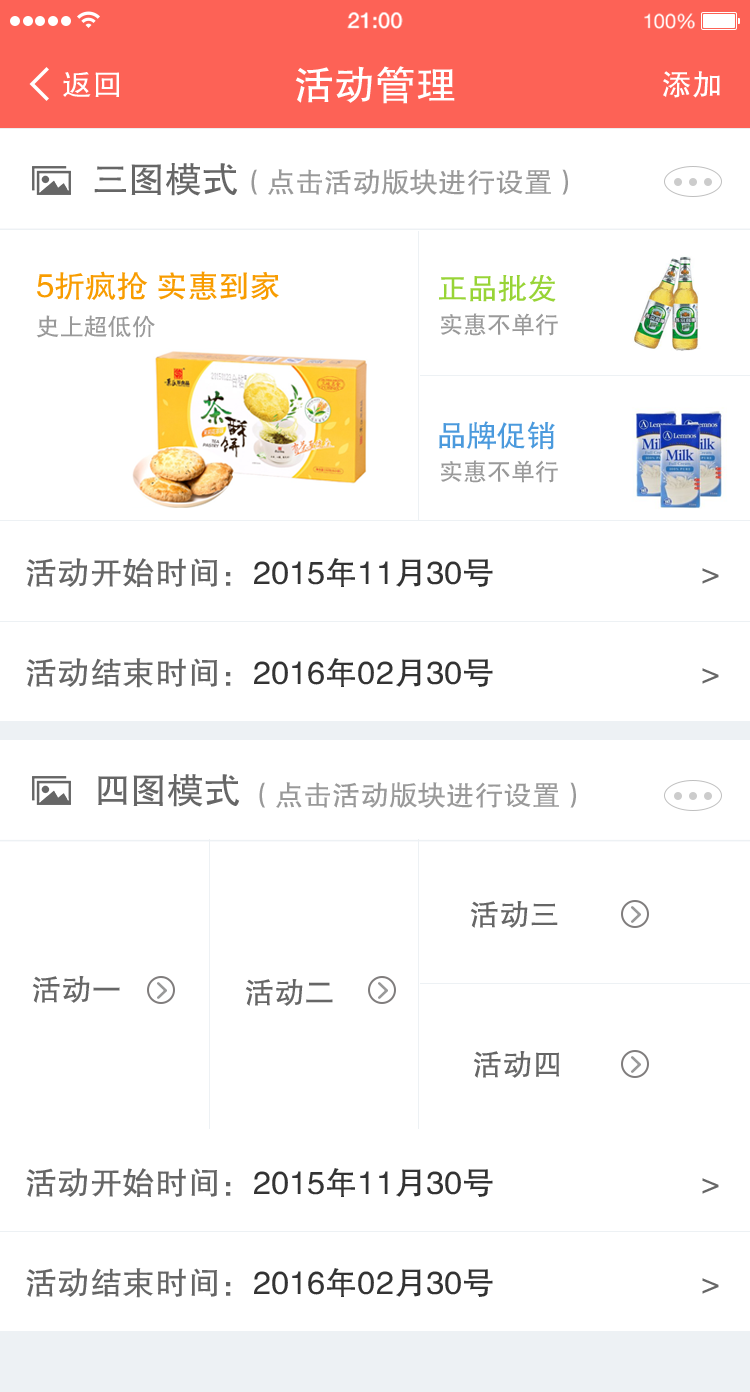 21:00
100%
返回
活动管理
添加
三图模式 ( 点击活动版块进行设置 )
5折疯抢 实惠到家
史上超低价
茶
酥饼
TEA
PASTRY
正品批发
实惠不单行
品牌促销
实惠不单行
Lemnos
Lemnos
Milk
活动开始时间：2015年11月30号 >
活动结束时间：2016年02月30号 >
四图模式 ( 点击活动版块进行设置 )
活动一
活动二
活动三
活动四
活动开始时间：2015年11月30号 >
活动结束时间：2016年02月30号 >